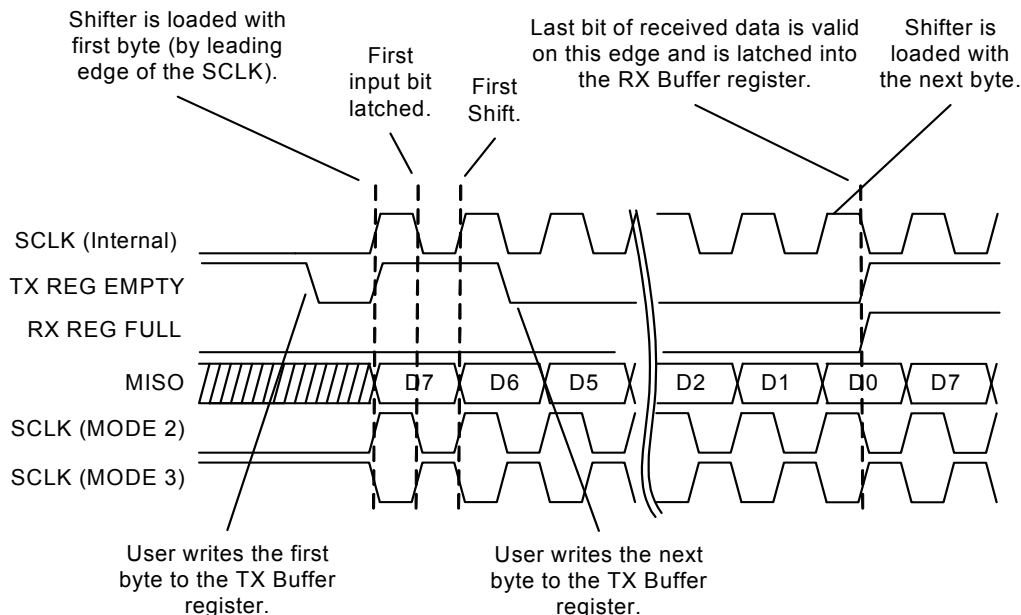 Shifter is loaded with
first byte (by leading
edge of the SCLK).
First
input bit
latched.
First
Shift.
Last bit of received data is valid
on this edge and is latched into
the RX Buffer register.
Shifter is
loaded with
the next byte.
SCLK (Internal)
TX REG EMPTY
RX REG FULL
MISO
D7
D6
D5
D2
D1
D0
D7
SCLK (MODE 2)
SCLK (MODE 3)
User writes the first
byte to the TX Buffer
register.
User writes the next
byte to the TX Buffer
register.